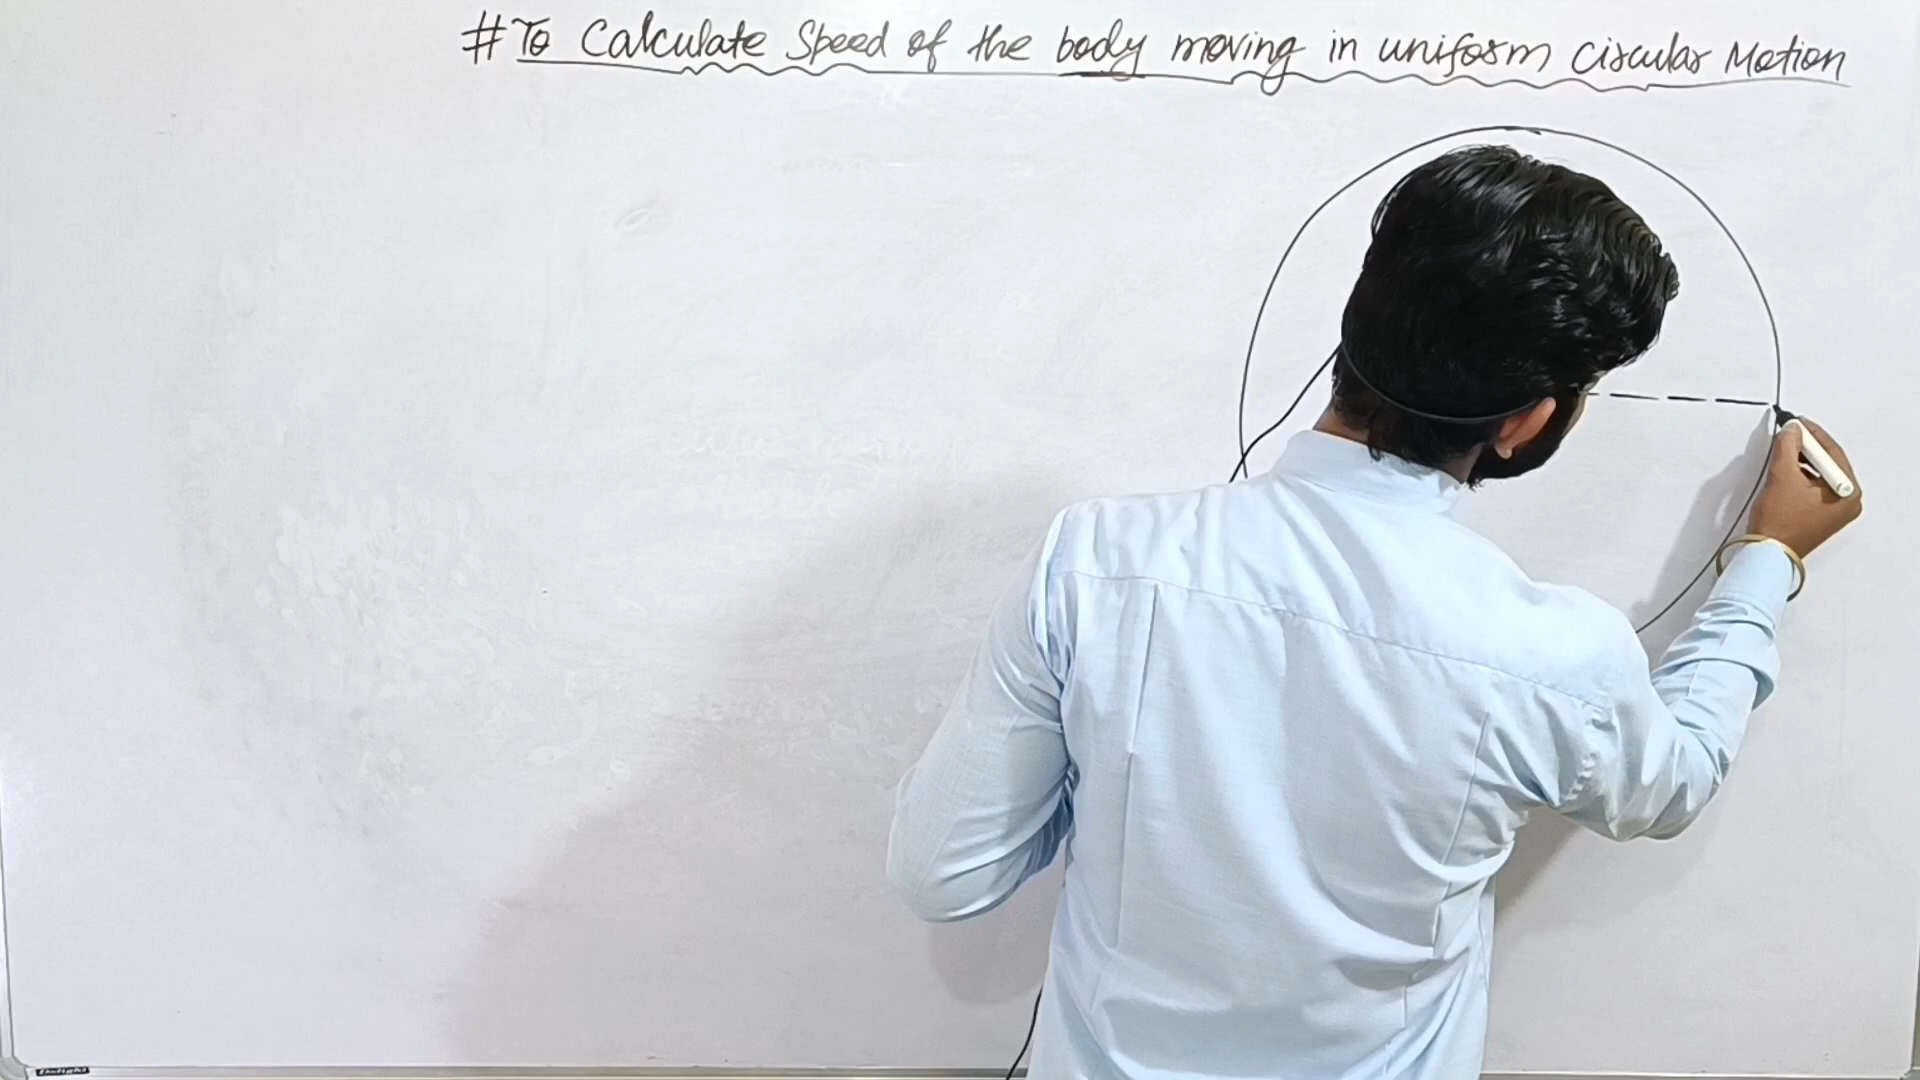 #To Calculate Speed of the body moving in uniform Circular Motion